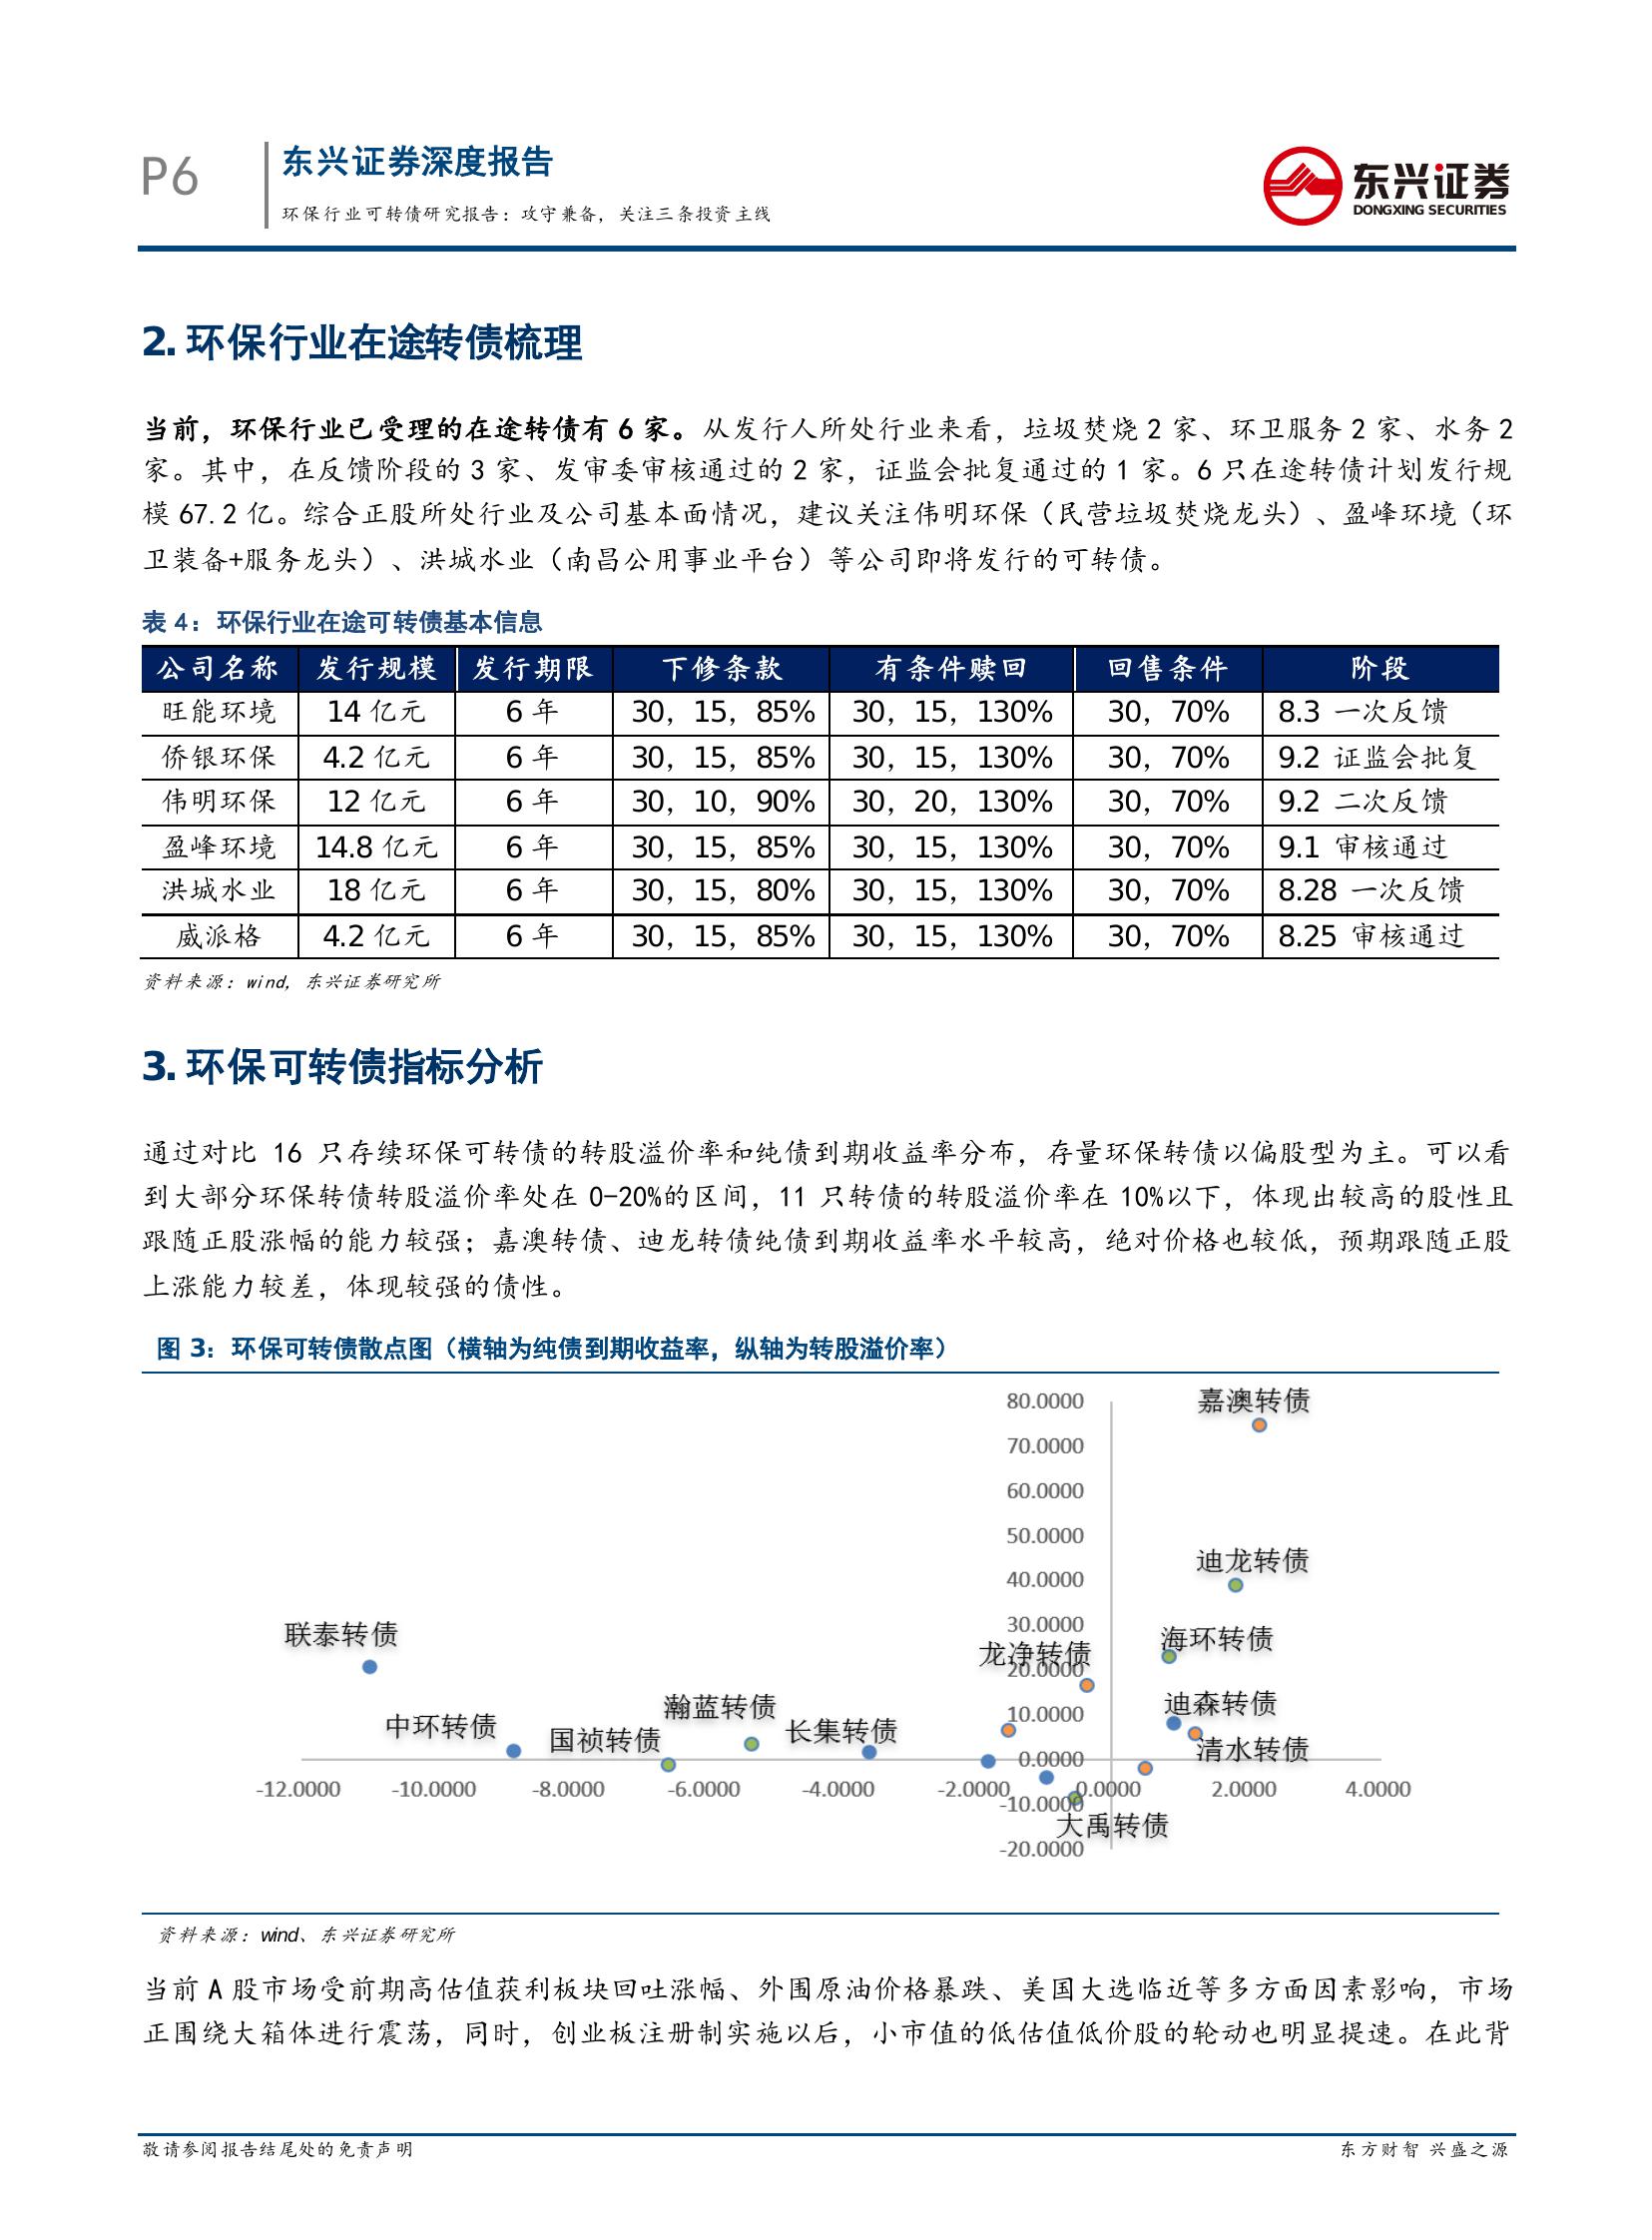 P6
东兴证券深度报告
环保行业可转债研究报告：攻守兼备，关注三条投资主线
东兴证券
DONGXING SECURITIES
2. 环保行业在途转债梳理
当前，环保行业已受理的在途转债有 6 家。从发行人所处行业来看，垃圾焚烧 2 家、环卫服务 2 家、水务 2
家。其中，在反馈阶段的 3 家、发审委审核通过的 2 家，证监会批复通过的 1 家。6 只在途转债计划发行规
模 67.2 亿。综合正股所处行业及公司基本面情况，建议关注伟明环保（民营垃圾焚烧龙头）、盈峰环境（环
卫装备+服务龙头）、洪城水业（南昌公用事业平台）等公司即将发行的可转债。
表 4：环保行业在途可转债基本信息
公司名称 发行规模 发行期限 下修条款 有条件赎回 回售条件 阶段
旺能环境 14 亿元 6 年 30，15，85% 30，15，130% 30，70% 8.3 一次反馈
侨银环保 4.2 亿元 6 年 30，15，85% 30，15，130% 30，70% 9.2 证监会批复
伟明环保 12 亿元 6 年 30，10，90% 30，20，130% 30，70% 9.2 二次反馈
盈峰环境 14.8 亿元 6 年 30，15，85% 30，15，130% 30，70% 9.1 审核通过
洪城水业 18 亿元 6 年 30，15，80% 30，15，130% 30，70% 8.28 一次反馈
威派格 4.2 亿元 6 年 30，15，85% 30，15，130% 30，70% 8.25 审核通过
资料来源：wind，东兴证券研究所
3. 环保可转债指标分析
通过对比 16 只存续环保可转债的转股溢价率和纯债到期收益率分布，存量环保转债以偏股型为主。可以看
到大部分环保转债转股溢价率处在 0-20%的区间，11 只转债的转股溢价率在 10%以下，体现出较高的股性且
跟随正股涨幅的能力较强；嘉澳转债、迪龙转债纯债到期收益率水平较高，绝对价格也较低，预期跟随正股
上涨能力较差，体现较强的债性。
图 3：环保可转债散点图（横轴为纯债到期收益率，纵轴为转股溢价率）
80.0000
嘉澳转债
70.0000
60.0000
50.0000
迪龙转债
40.0000
30.0000
联泰转债
海环转债
龙净转债
20.0000
瀚蓝转债
迪森转债
10.0000
中环转债
长集转债
国祯转债
清水转债
0.0000
-12.0000 -10.0000 -8.0000 -6.0000 -4.0000 -2.0000 0.0000 2.0000 4.0000
-10.0000
大禹转债
-20.0000
资料来源：wind、东兴证券研究所
当前 A 股市场受前期高估值获利板块回吐涨幅、外围原油价格暴跌、美国大选临近等多方面因素影响，市场
正围绕大箱体进行震荡，同时，创业板注册制实施以后，小市值的低估值低价股的轮动也明显提速。在此背
敬请参阅报告结尾处的免责声明
东方财智 兴盛之源